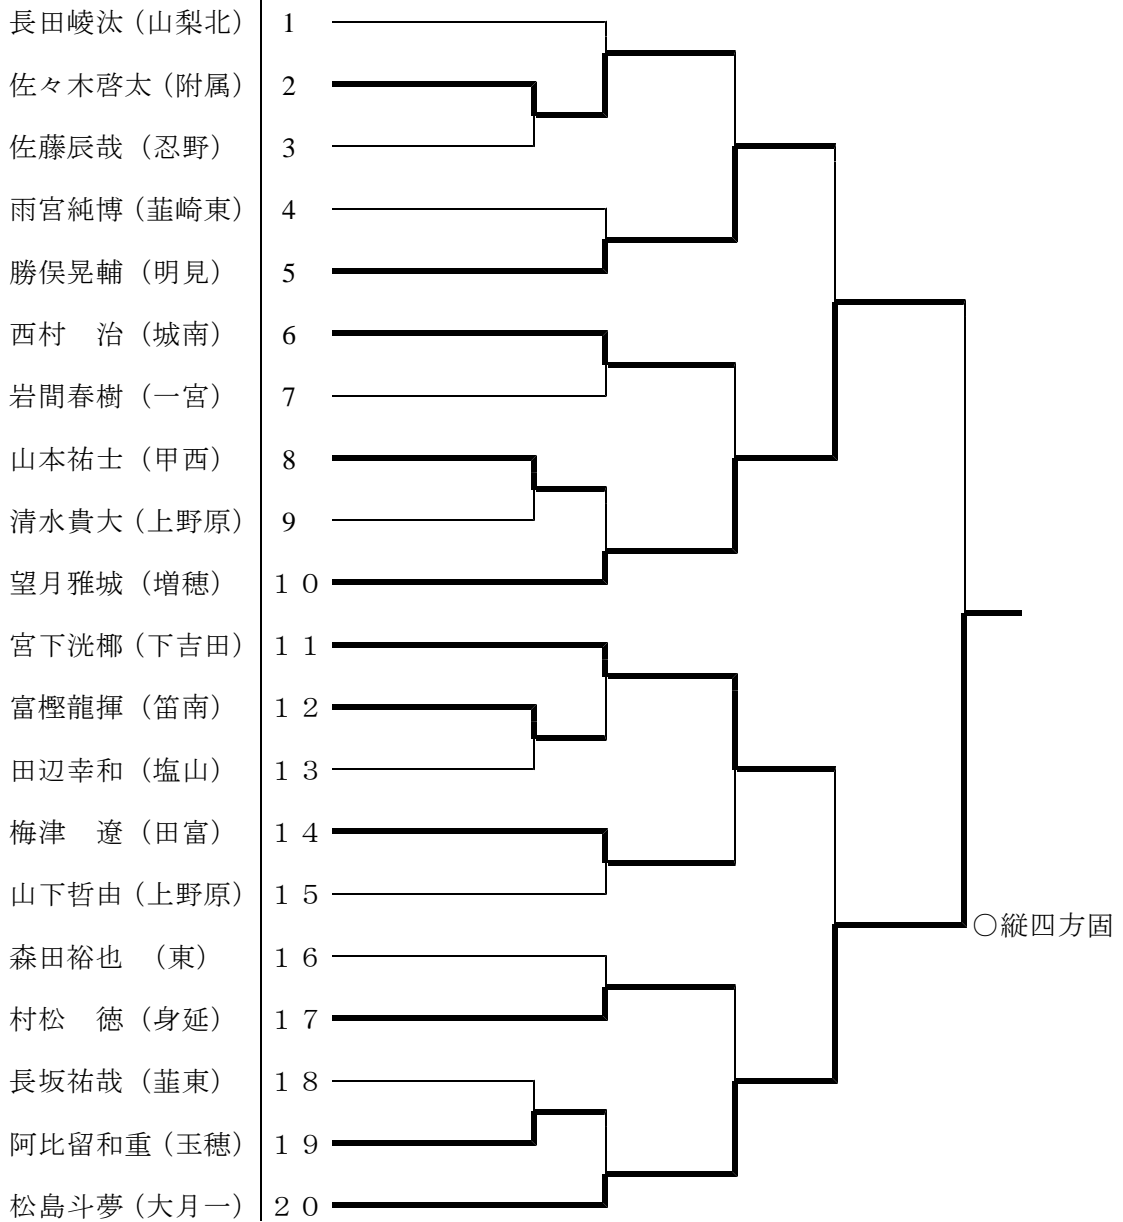 長田崚汰（山梨北） 1
佐々木啓太（附属） 2
佐藤辰哉（忍野） 3
雨宮純博（韮崎東） 4
勝俣晃輔（明見） 5
西村　治（城南） 6
岩間春樹（一宮） 7
山本祐士（甲西） 8
清水貴大（上野原） 9
望月雅城（増穂） １０
宮下洸椰（下吉田） １１
富樫龍揮（笛南） １２
田辺幸和（塩山） １３
梅津　遼（田富） １４
山下哲由（上野原） １５
○縦四方固
森田裕也　（東） １６
村松　徳（身延） １７
長坂祐哉（韮東） １８
阿比留和重（玉穂） １９
松島斗夢（大月一） ２０